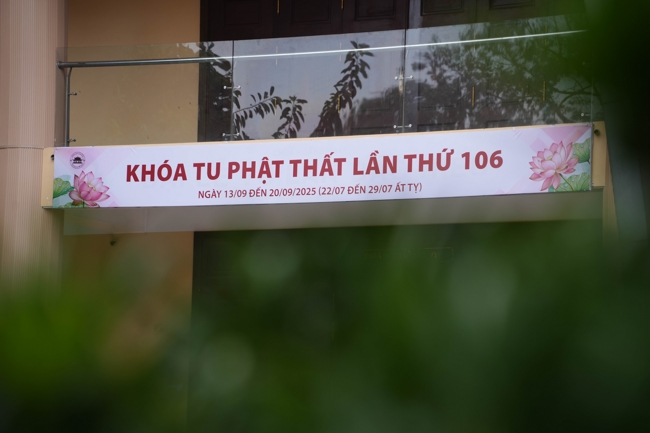 KHÓA TU PHẬT THẤT LẦN THỨ 106
NGÀY 13/09 ĐẾN 20/09/2025 (22/07 ĐẾN 29/07 ẤT TỴ)